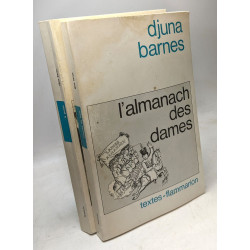 djuna
barnes
l'almanach
des
dames
textes-flammarion